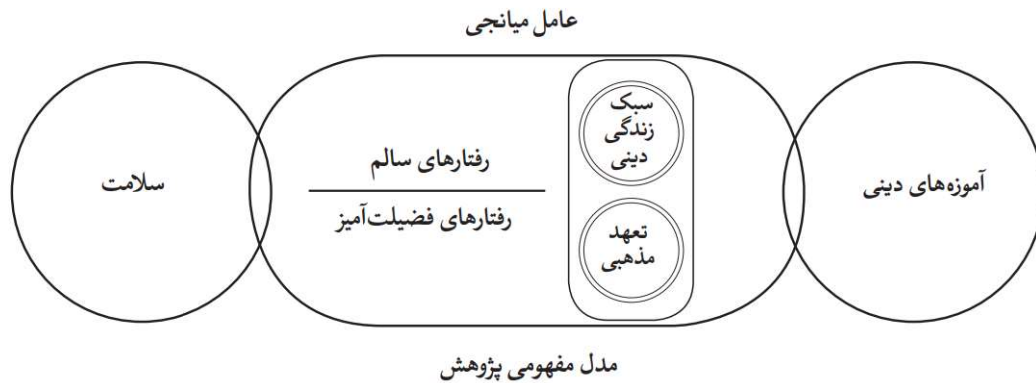 عامل میانجی
آموزه‌های دینی
سبک
زندگی
دینی
تعهد
مذهبی
رفتارهای سالم
رفتارهای فضیلت‌آمیز
سلامت
مدل مفهومی پژوهش